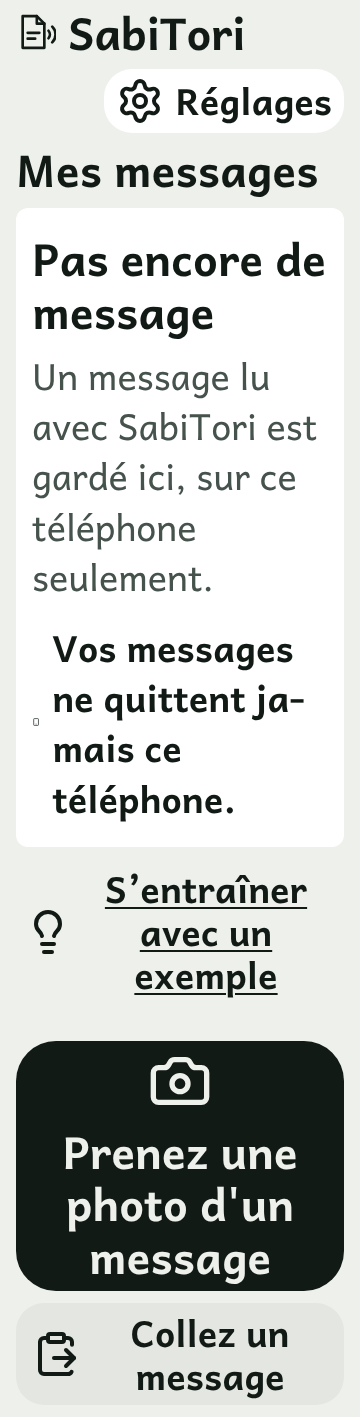 SabiTori
Réglages
Mes messages
Pas encore de
message
Un message lu
avec SabiTori est
gardé ici, sur ce
téléphone
seulement.
Vos messages
ne quittent ja-
mais ce
téléphone.
S’entraîner
avec un
exemple
Prenez une
photo d'un
message
Collez un
message